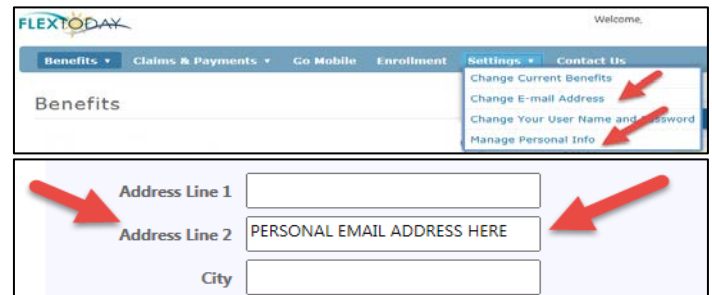 FLEXTODAY
Welcome,
Benefits Claims & Payments Go Mobile Enrollment Settings Contact Us
Change Current Benefits
Change E-mail Address
Benefits
Change Your User Name and Password
Manage Personal Info
Address Line 1
Address Line 2 PERSONAL EMAIL ADDRESS HERE
City